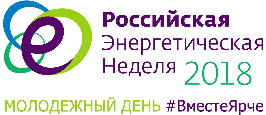 Российская
Энергетическая
Неделя 2018
МОЛОДЕЖНЫЙ ДЕНЬ #ВместеЯрче